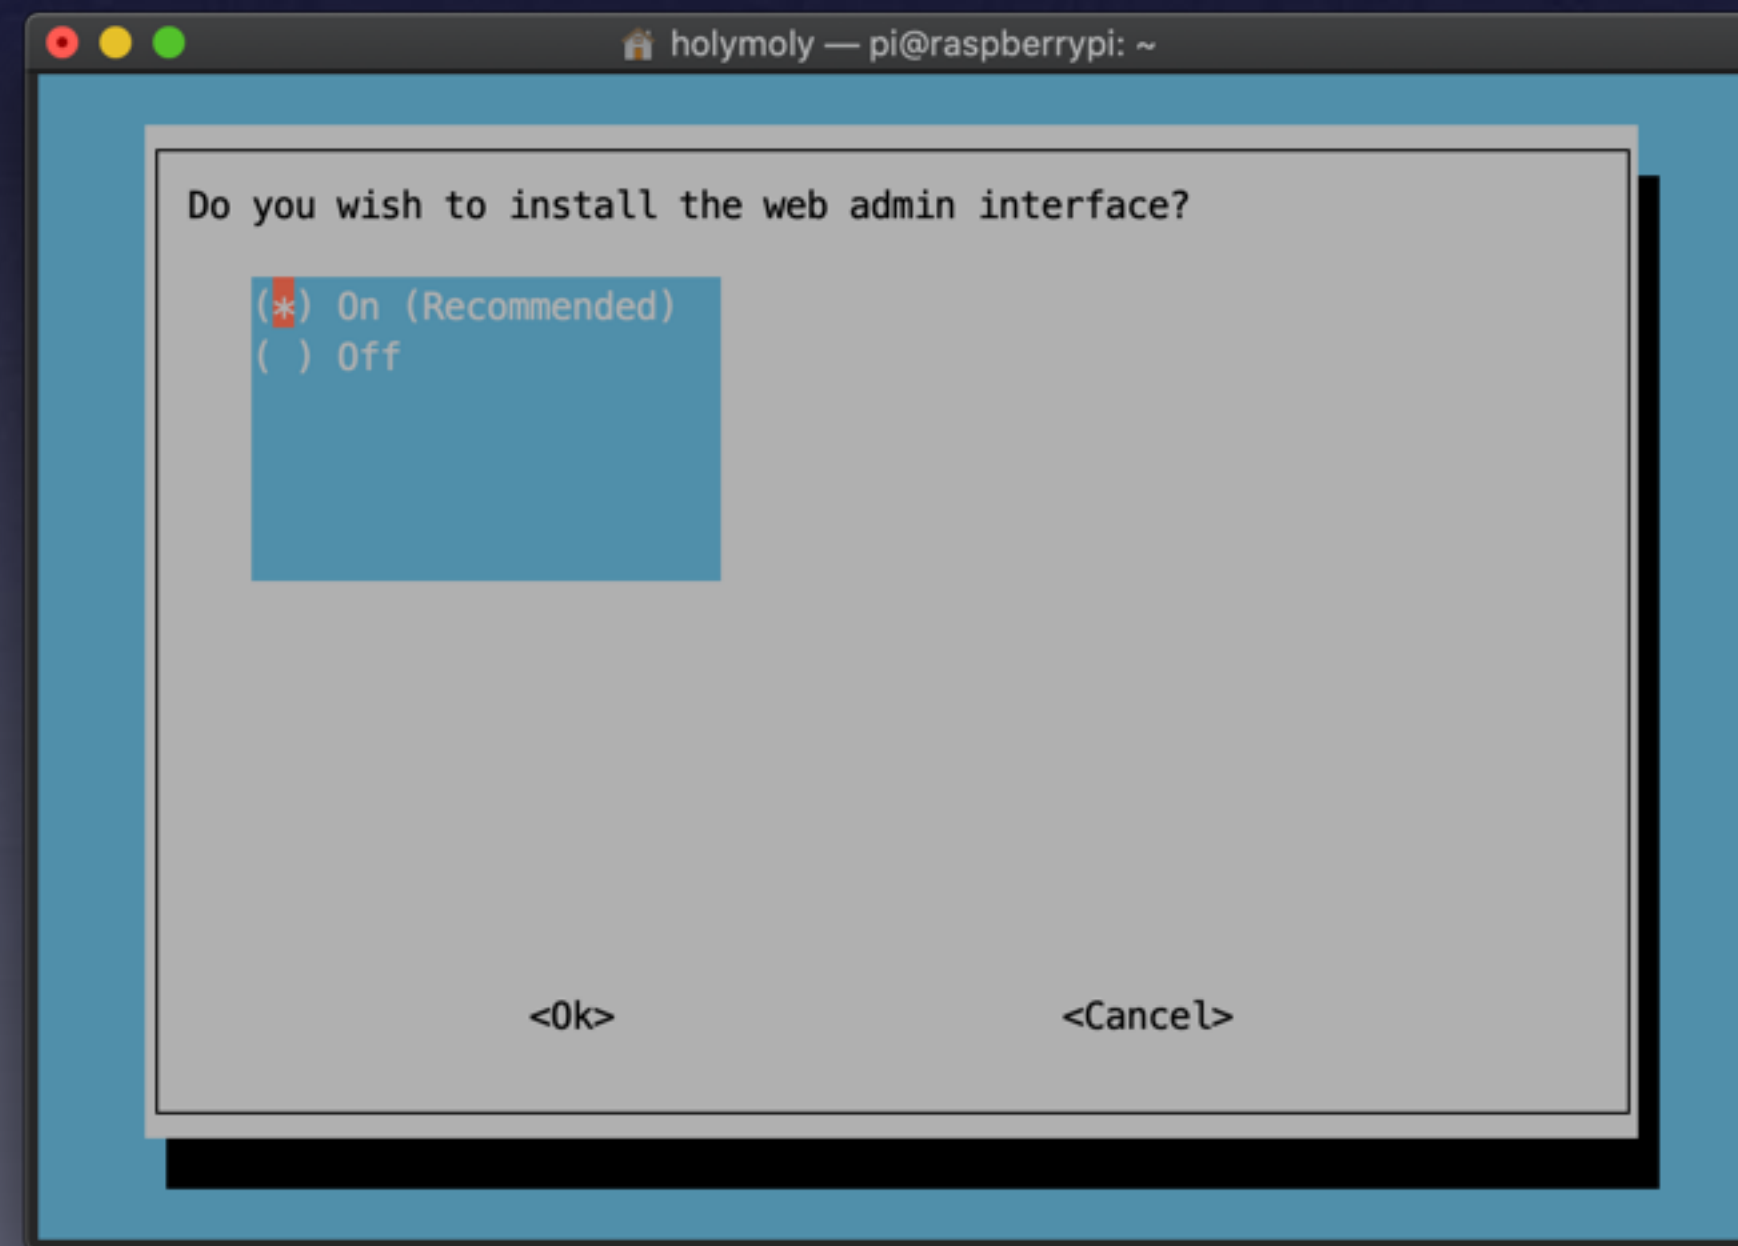 holymoly — pi@raspberrypi: ~
Do you wish to install the web admin interface?
(*) On (Recommended)
( ) Off
<Ok> <Cancel>